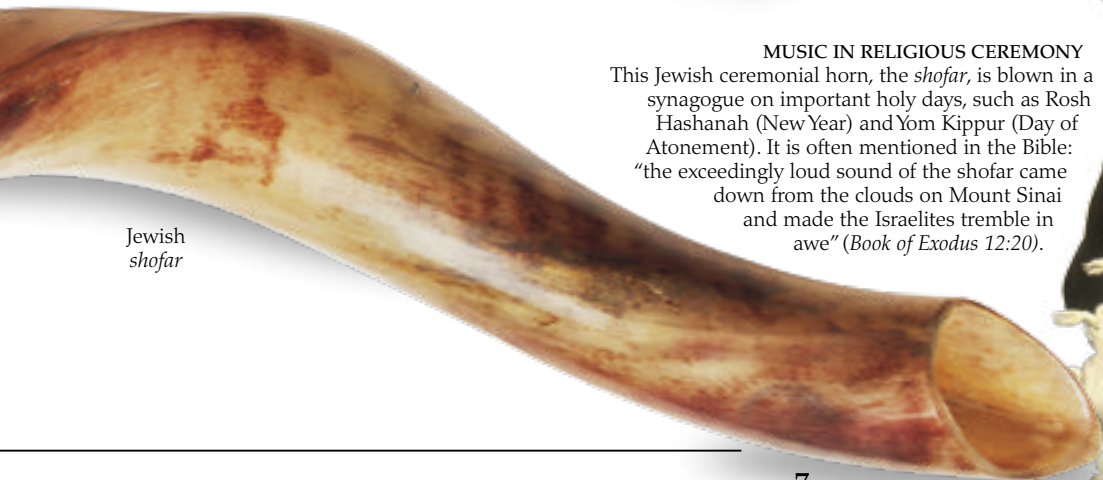 MUSIC IN RELIGIOUS CEREMONY
This Jewish ceremonial horn, the shofar, is blown in a
synagogue on important holy days, such as Rosh
Hashanah (New Year) and Yom Kippur (Day of
Atonement). It is often mentioned in the Bible:
“the exceedingly loud sound of the shofar came
down from the clouds on Mount Sinai
and made the Israelites tremble in
awe” (Book of Exodus 12:20).
Jewish
shofar
7